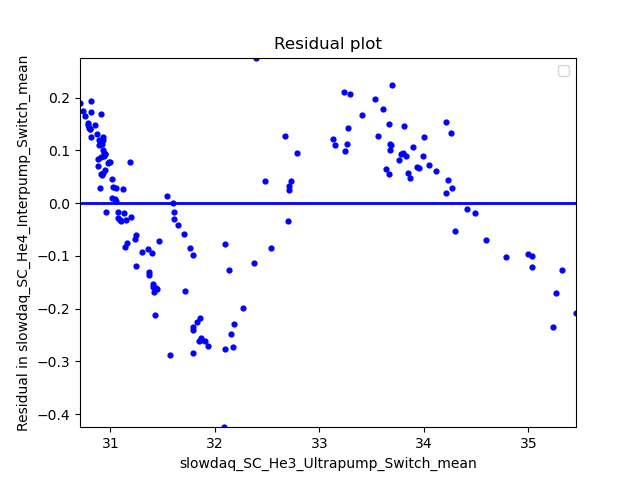 Residual plot
Residual in slowdaq_SC_He4_Interpump_Switch_mean
0.2
0.1
0.0
−0.1
−0.2
−0.3
−0.4
31 32 33 34 35
slowdaq_SC_He3_Ultrapump_Switch_mean